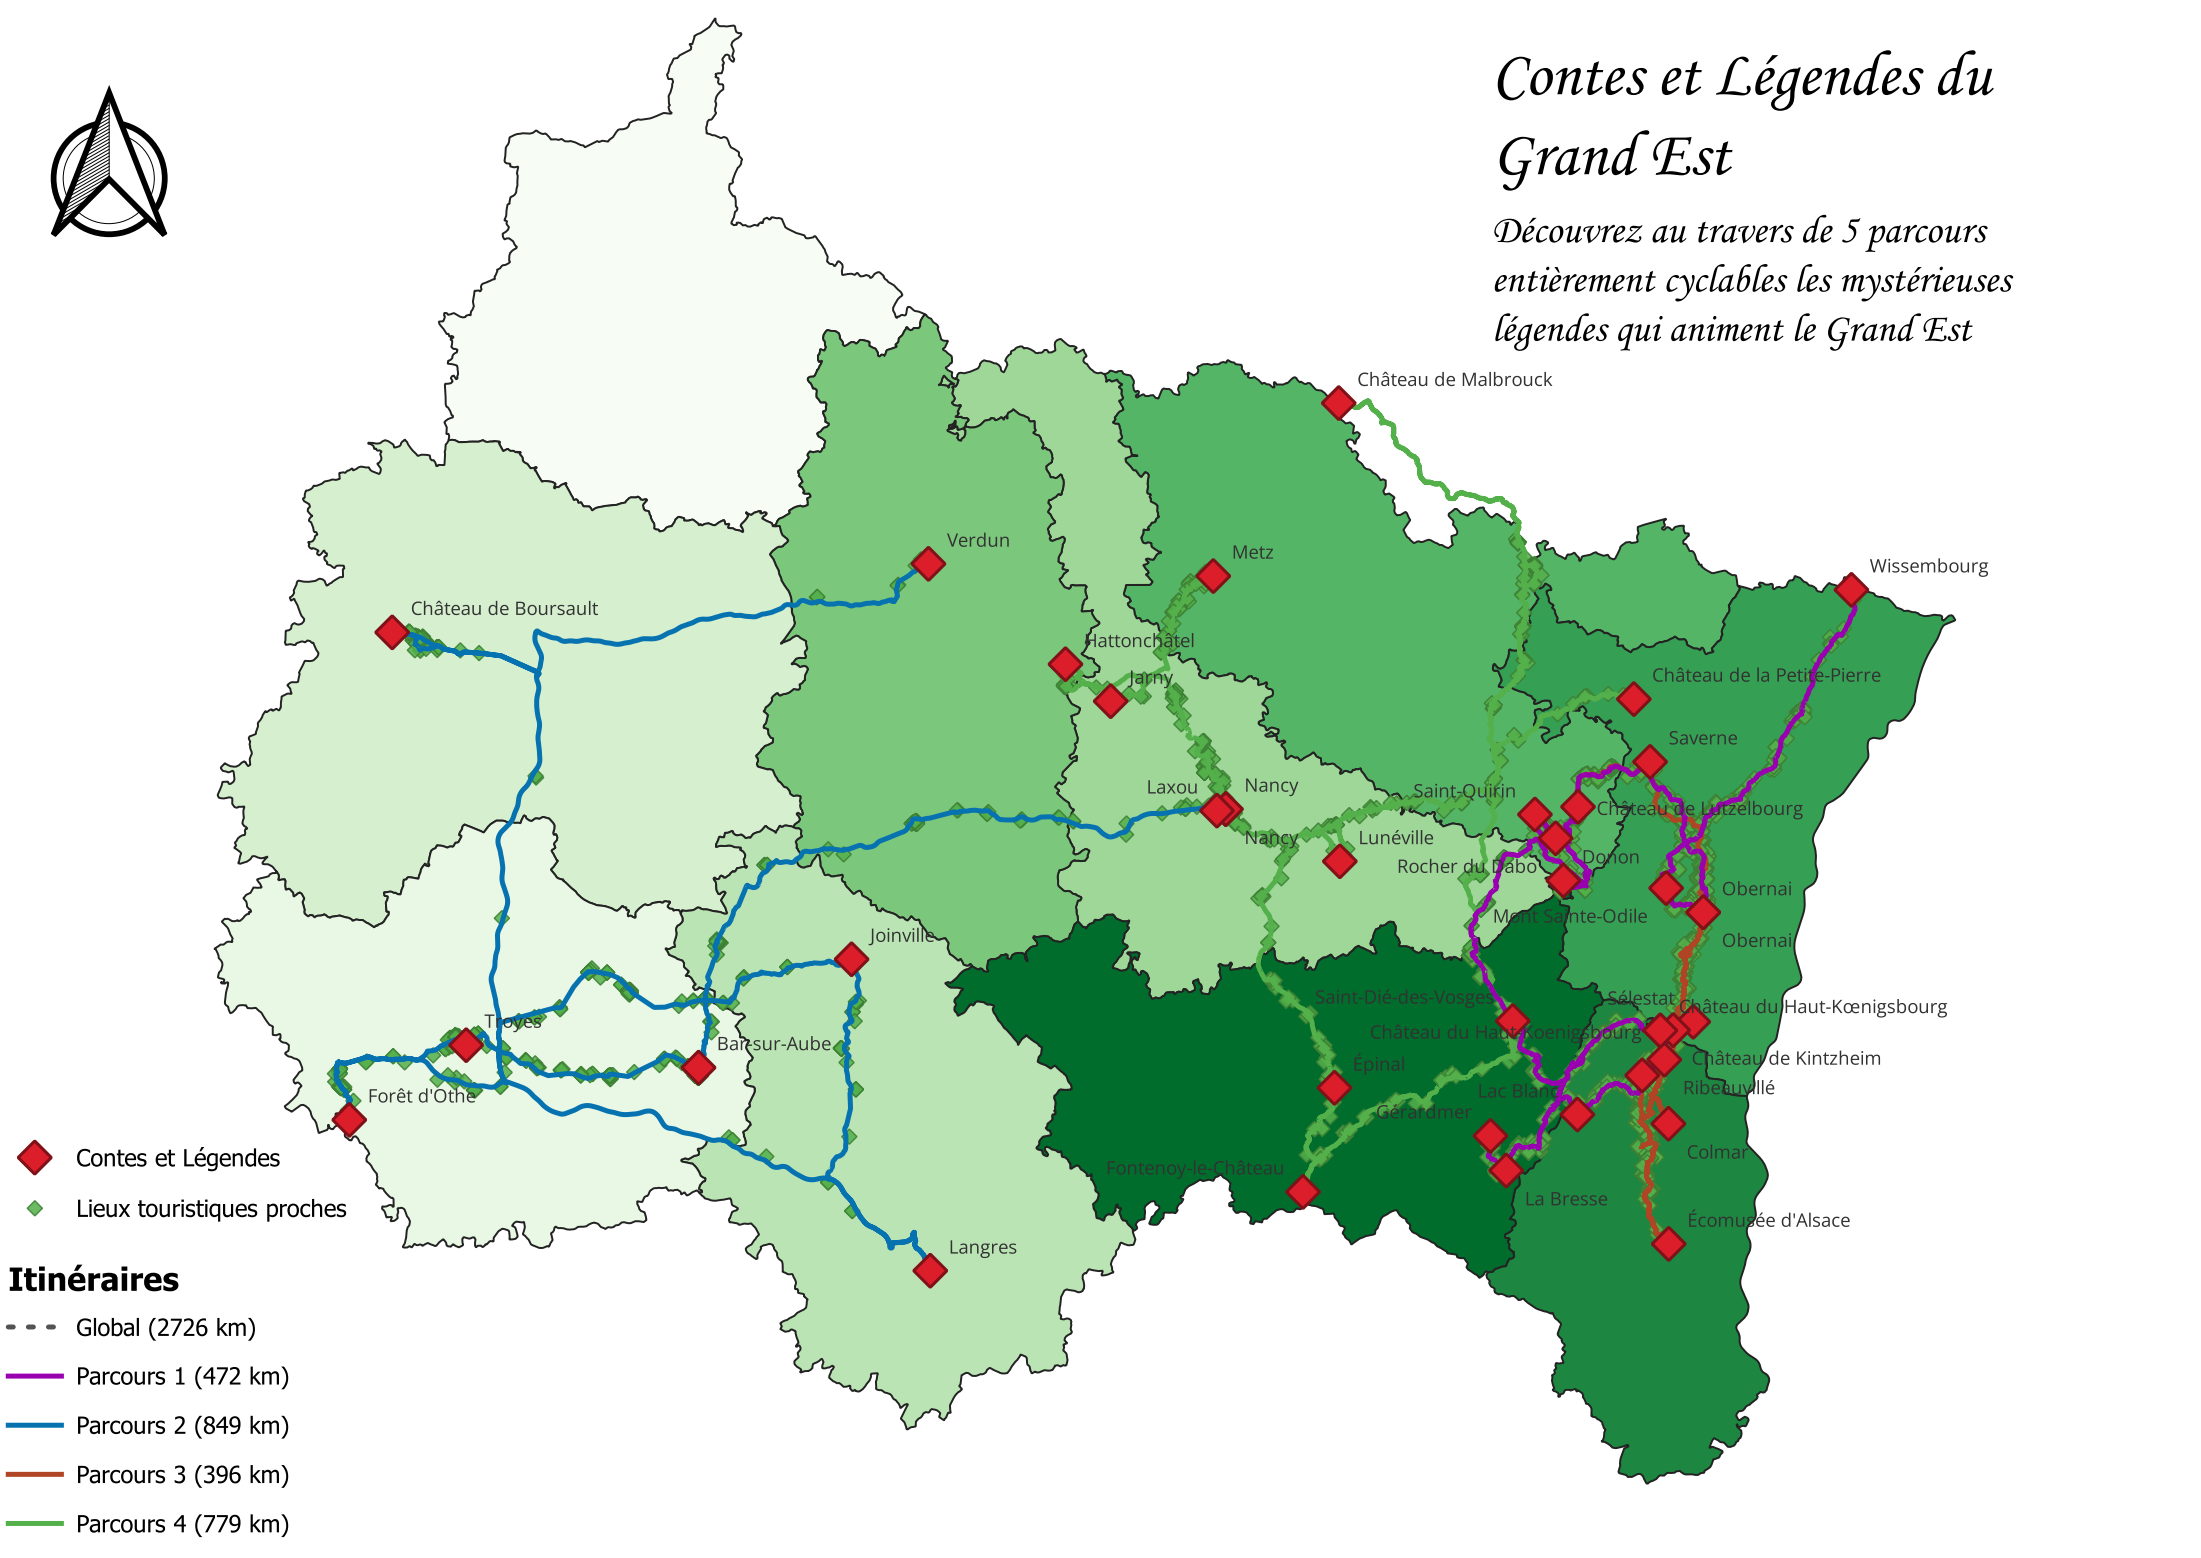 Contes et Légendes du
Grand Est
Découvrez au travers de 5 parcours
entièrement cyclables les mystérieuses
légendes qui animent le Grand Est
Château de Malbrouck
Verdun
Metz
Wissembourg
Château de Boursault
Hattonchâtel
Jarny
Château de la Petite-Pierre
Saverne
Laxou
Nancy
Saint-Quirin
Château de Lutzelbourg
Nancy
Lunéville
Rocher du Dabo
Donon
Obernai
Mont Sainte-Odile
Joinville
Obernai
Saint-Dié-des-Vosges
Sélestat
Château du Haut-Kœnigsbourg
Troyes
Bar-sur-Aube
Château du Haut-Koenigsbourg
Épinal
Château de Kintzheim
Forêt d'Othe
Lac Blanc
Ribeauvillé
Gérardmer
Colmar
Fontenoy-le-Château
La Bresse
Écomusée d'Alsace
Langres
Contes et Légendes
Lieux touristiques proches
Itinéraires
Global (2726 km)
Parcours 1 (472 km)
Parcours 2 (849 km)
Parcours 3 (396 km)
Parcours 4 (779 km)